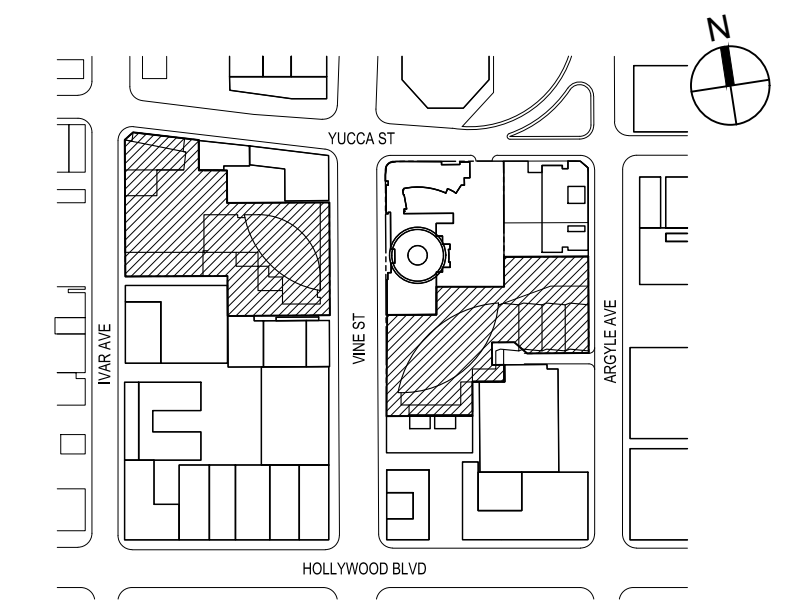 N
YUCCA ST
IVAR AVE
VINE ST
ARGYLE AVE
HOLLYWOOD BLVD